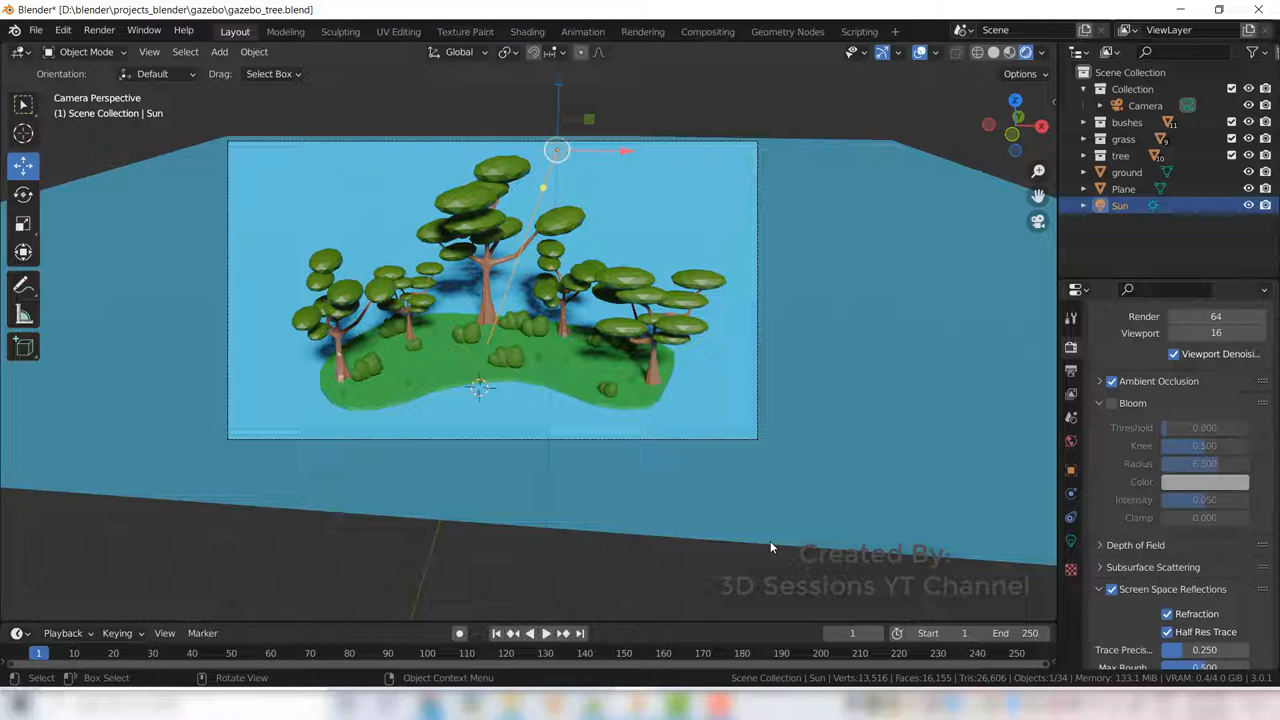 Blender* [D:\blender\projects_blender\gazebo\gazebo_tree.blend]
File Edit Render Window Help Layout Modeling Sculpting UV Editing Texture Paint Shading Animation Rendering Compositing Geometry Nodes Scripting + Scene ViewLayer
Object Mode View Select Add Object Global
Orientation: Default Drag: Select Box Options
Camera Perspective
(1) Scene Collection | Sun
Z
Y
X
Scene Collection
Collection
Camera
bushes 11
grass 9
tree 10
ground
Plane
Sun
Render 64
Viewport 16
Viewport Denoisi...
Ambient Occlusion
Bloom
Threshold 0.800
Knee 0.500
Radius 6.500
Color
Intensity 0.050
Clamp 0.000
Depth of Field
Subsurface Scattering
Screen Space Reflections
Refraction
Half Res Trace
Trace Precis... 0.250
Max Rough 0.500
Created By:
3D Sessions YT Channel
Playback Keying View Marker 1 Start 1 End 250
1 10 20 30 40 50 60 70 80 90 100 110 120 130 140 150 160 170 180 190 200 210 220 230 240 250
Select Box Select Rotate View Object Context Menu Scene Collection | Sun | Verts:13,516 | Faces:16,155 | Tris:26,606 | Objects:1/34 | Memory: 133.1 MiB | VRAM: 0.4/4.0 GiB | 3.0.1